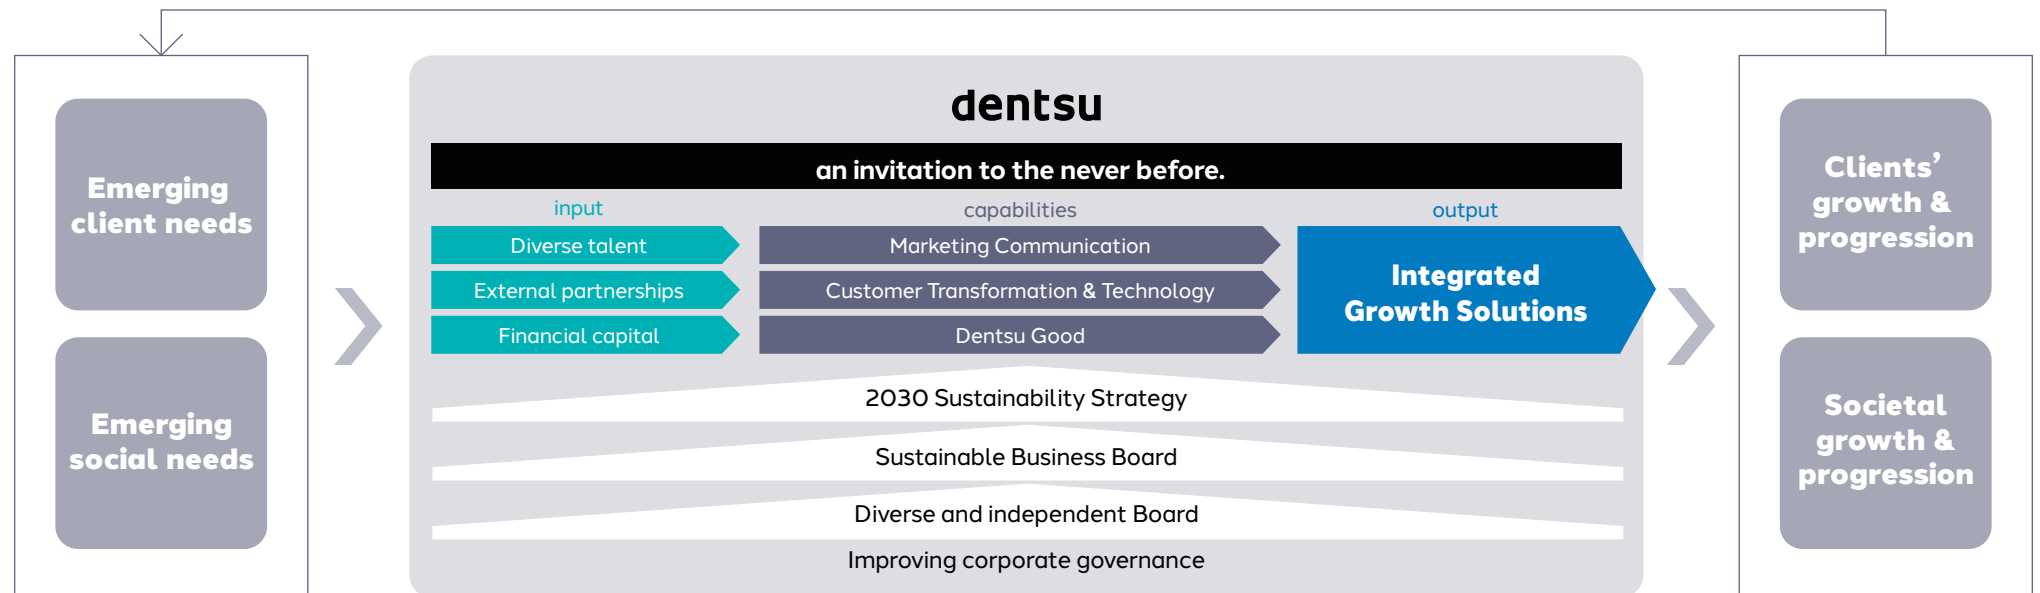 Emerging
client needs
Emerging
social needs
dentsu
an invitation to the never before.
input
Diverse talent
External partnerships
Financial capital
capabilities
Marketing Communication
Customer Transformation & Technology
Dentsu Good
output
Integrated
Growth Solutions
2030 Sustainability Strategy
Sustainable Business Board
Diverse and independent Board
Improving corporate governance
Clients’
growth &
progression
Societal
growth &
progression